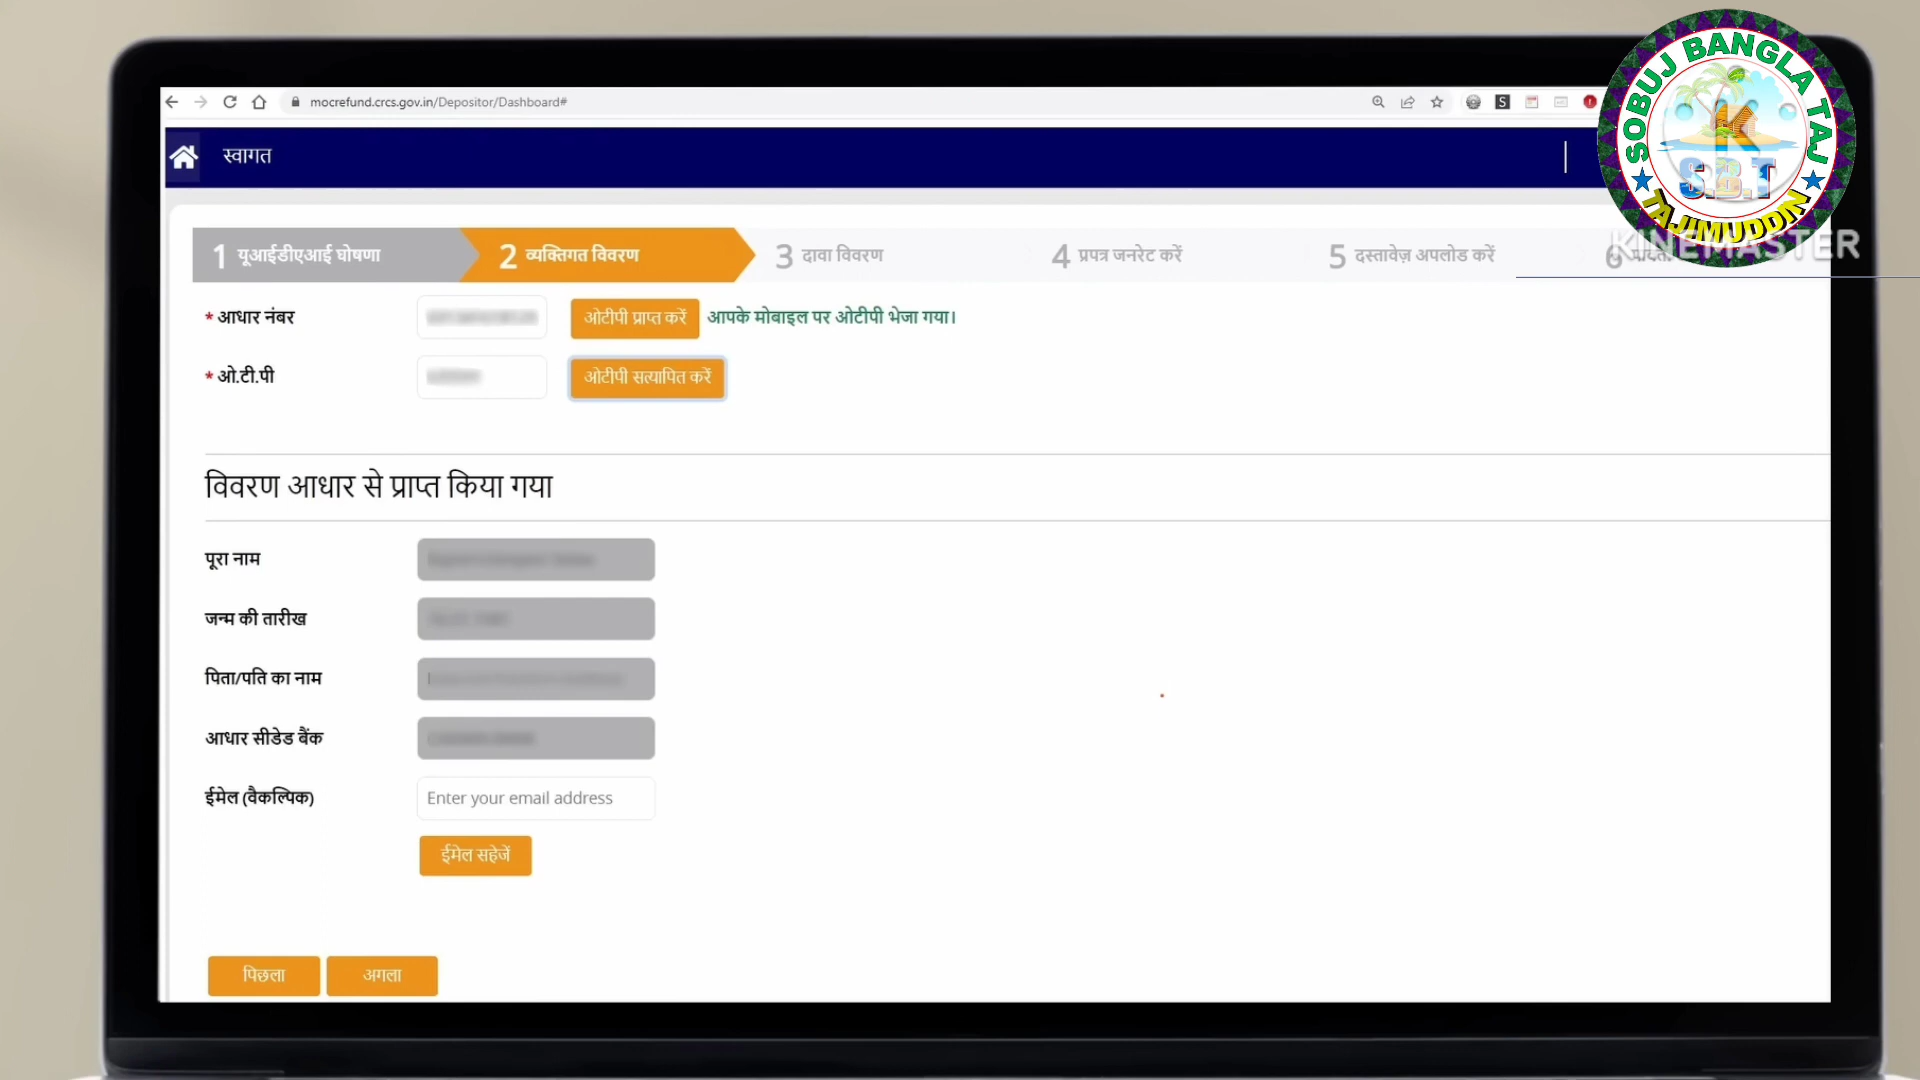 mocrefund.crcs.gov.in/Depositor/Dashboard#
स्वागत
1 यूआईडीएआई घोषणा
2 व्यक्तिगत विवरण
3 दावा विवरण
4 प्रपत्र जनरेट करें
5 दस्तावेज़ अपलोड करें
6
SOBUJ BANGLA TAJ
K
S.B.T
TAJIMUDDIN
KINEMASTER
* आधार नंबर
ओटीपी प्राप्त करें
आपके मोबाइल पर ओटीपी भेजा गया।
* ओ.टी.पी
ओटीपी सत्यापित करें
विवरण आधार से प्राप्त किया गया
पूरा नाम
जन्म की तारीख
पिता/पति का नाम
आधार सीडेड बैंक
ईमेल (वैकल्पिक)
Enter your email address
ईमेल सहेजें
पिछला
अगला